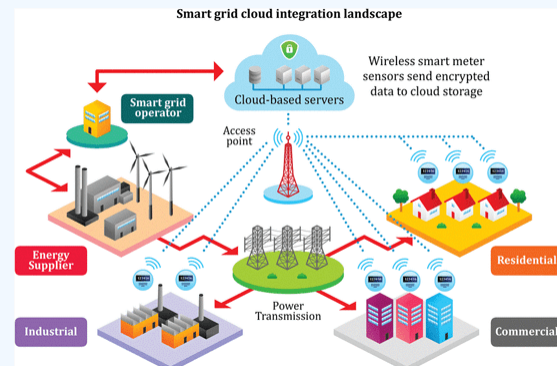 Smart grid cloud integration landscape
Wireless smart meter
sensors send encrypted
data to cloud storage
Cloud-based servers
Smart grid
operator
Access
point
Energy
Supplier
Residential
Power
Transmission
Industrial
Commercial